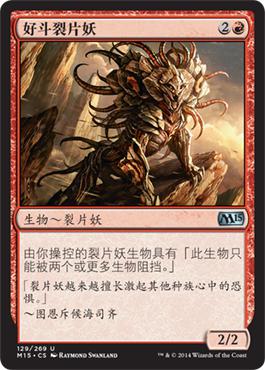 好斗裂片妖 2
生物～裂片妖 M15
由你操控的裂片妖生物具有「此生物只
能被两个或更多生物阻挡。」
「裂片妖越来越擅长激起其他种族心中的恐
惧。」
～图恩斥候海司齐
2/2
129/269 U
M15 • CS RAYMOND SWANLAND ™ & © 2014 Wizards of the Coast